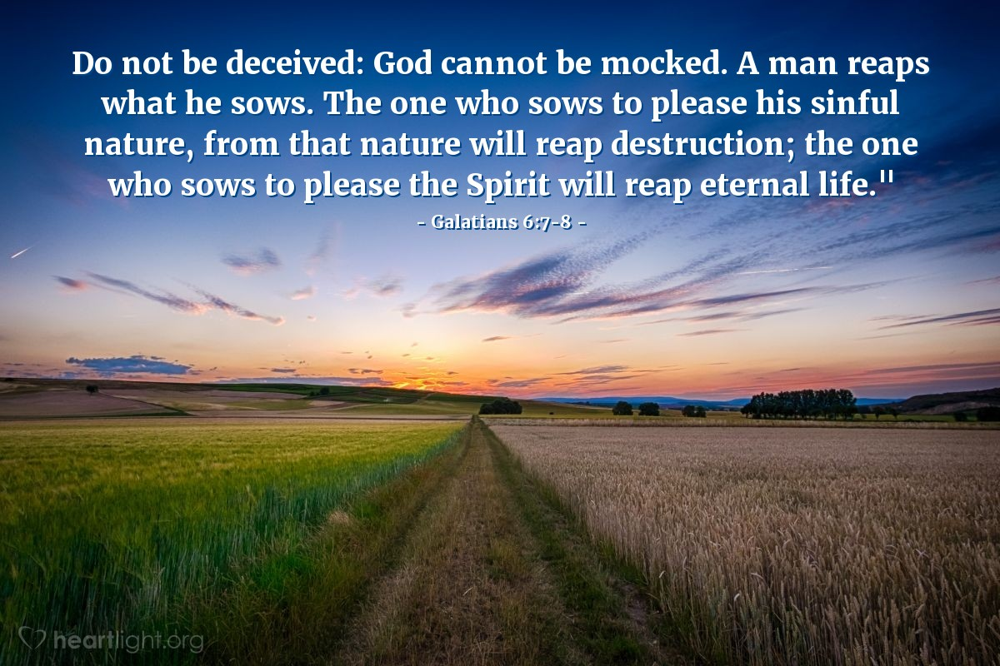 Do not be deceived: God cannot be mocked. A man reaps
what he sows. The one who sows to please his sinful
nature, from that nature will reap destruction; the one
who sows to please the Spirit will reap eternal life."
- Galatians 6:7-8 -
heartlight.org